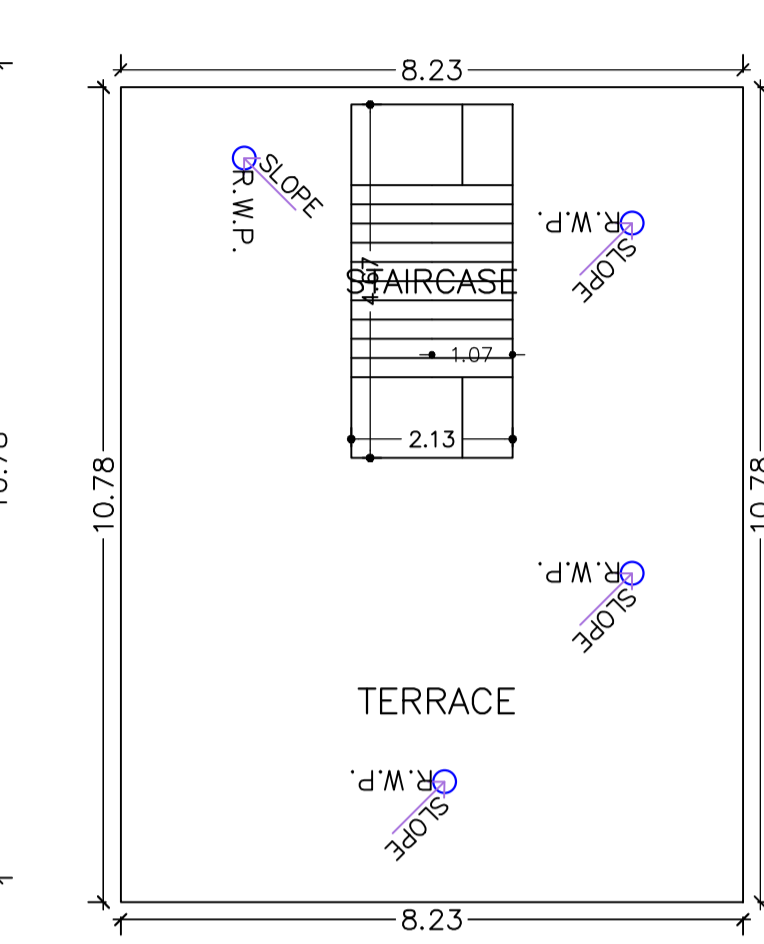 8.23
SLOPE
R.W.P.
R.W.P.
SLOPE
4.67
STAIRCASE
1.07
2.13
10.78
10.78
R.W.P.
SLOPE
TERRACE
R.W.P.
SLOPE
8.23